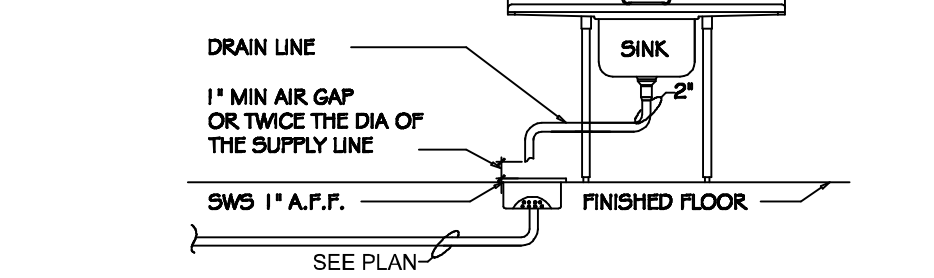 DRAIN LINE
SINK
2"
1" MIN AIR GAP
OR TWICE THE DIA OF
THE SUPPLY LINE
SWS 1" A.F.F.
FINISHED FLOOR
SEE PLAN